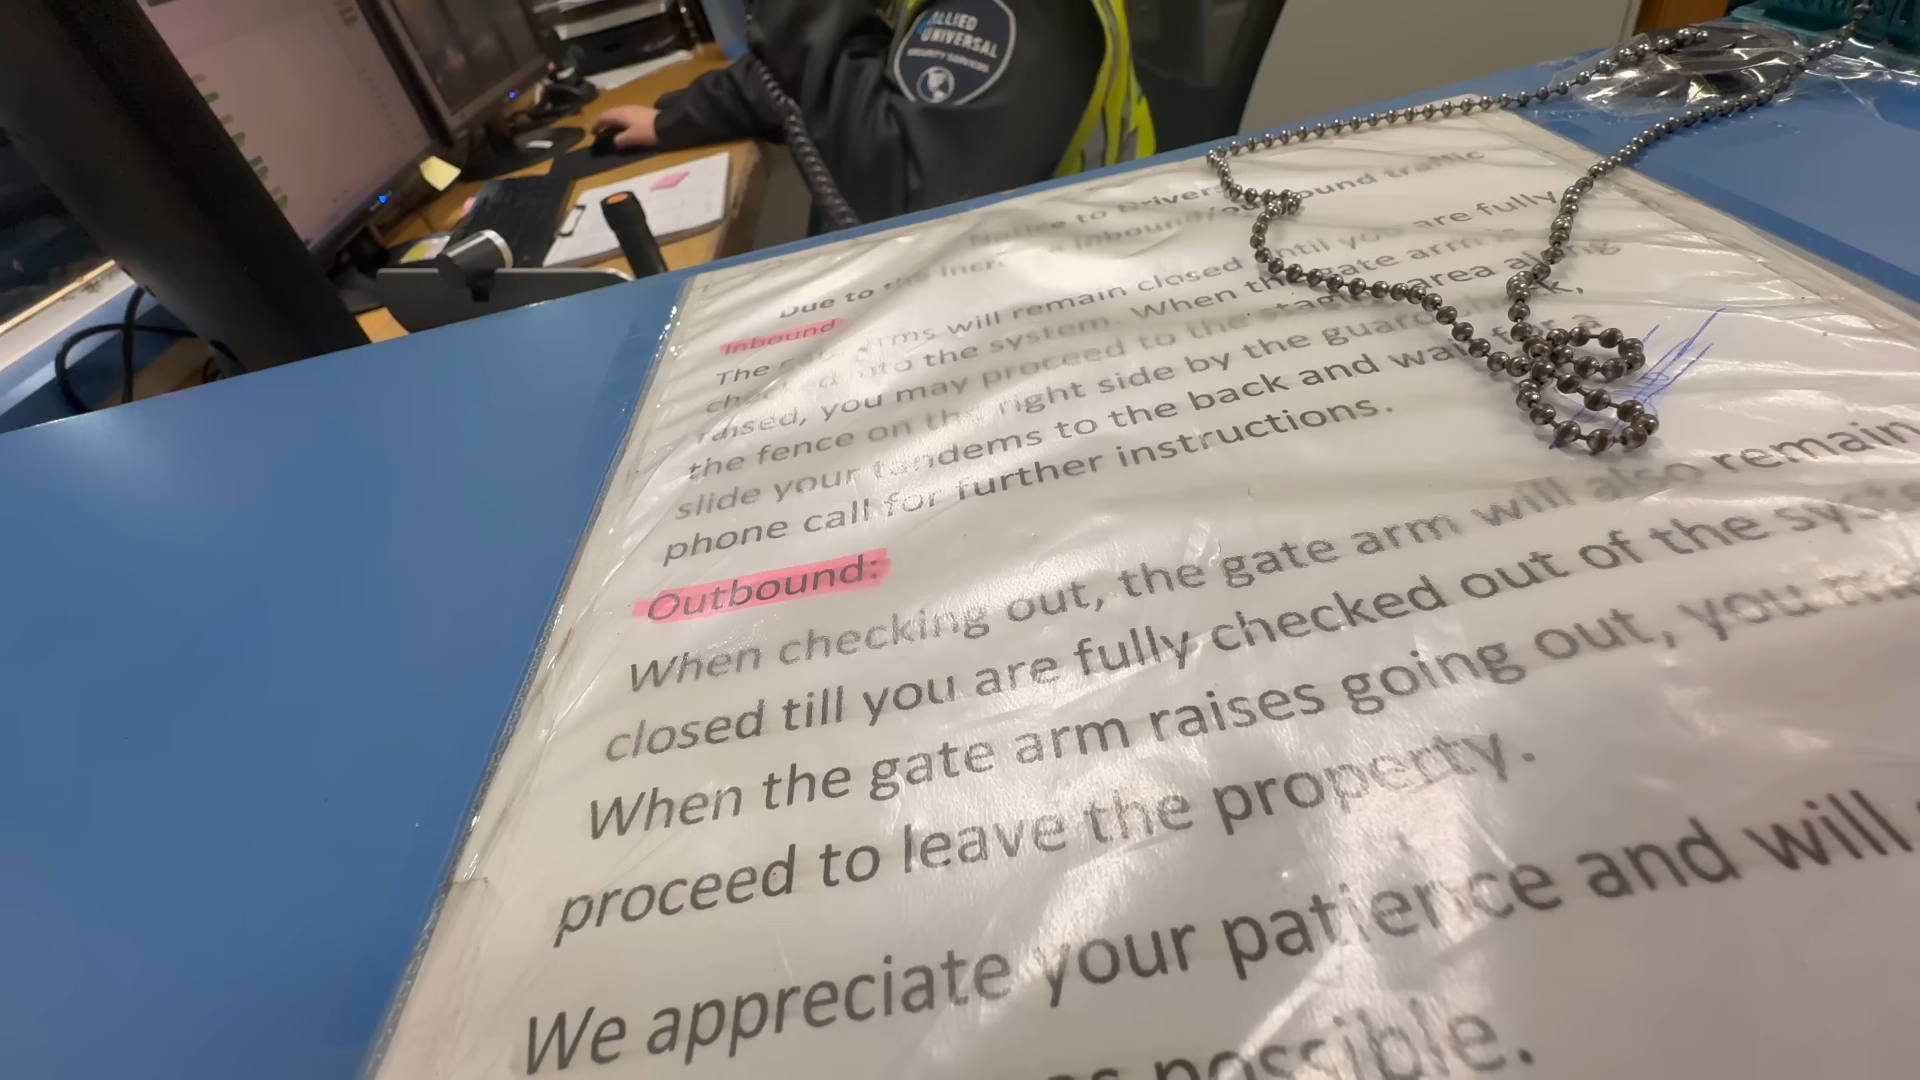 ALLIED
UNIVERSAL
SECURITY SERVICES
Notice to Drivers
Due to the incr inbound/outbound traffic
Inbound
The gate arms will remain closed until you are fully
checked into the system. When the gate arm is
raised, you may proceed to the staging area along
the fence on the right side by the guard shack,
slide your tandems to the back and wait for a
phone call for further instructions.
Outbound:
When checking out, the gate arm will also remain
closed till you are fully checked out of the syste
When the gate arm raises going out, you ma
proceed to leave the property.
We appreciate your patience and will
as possible.